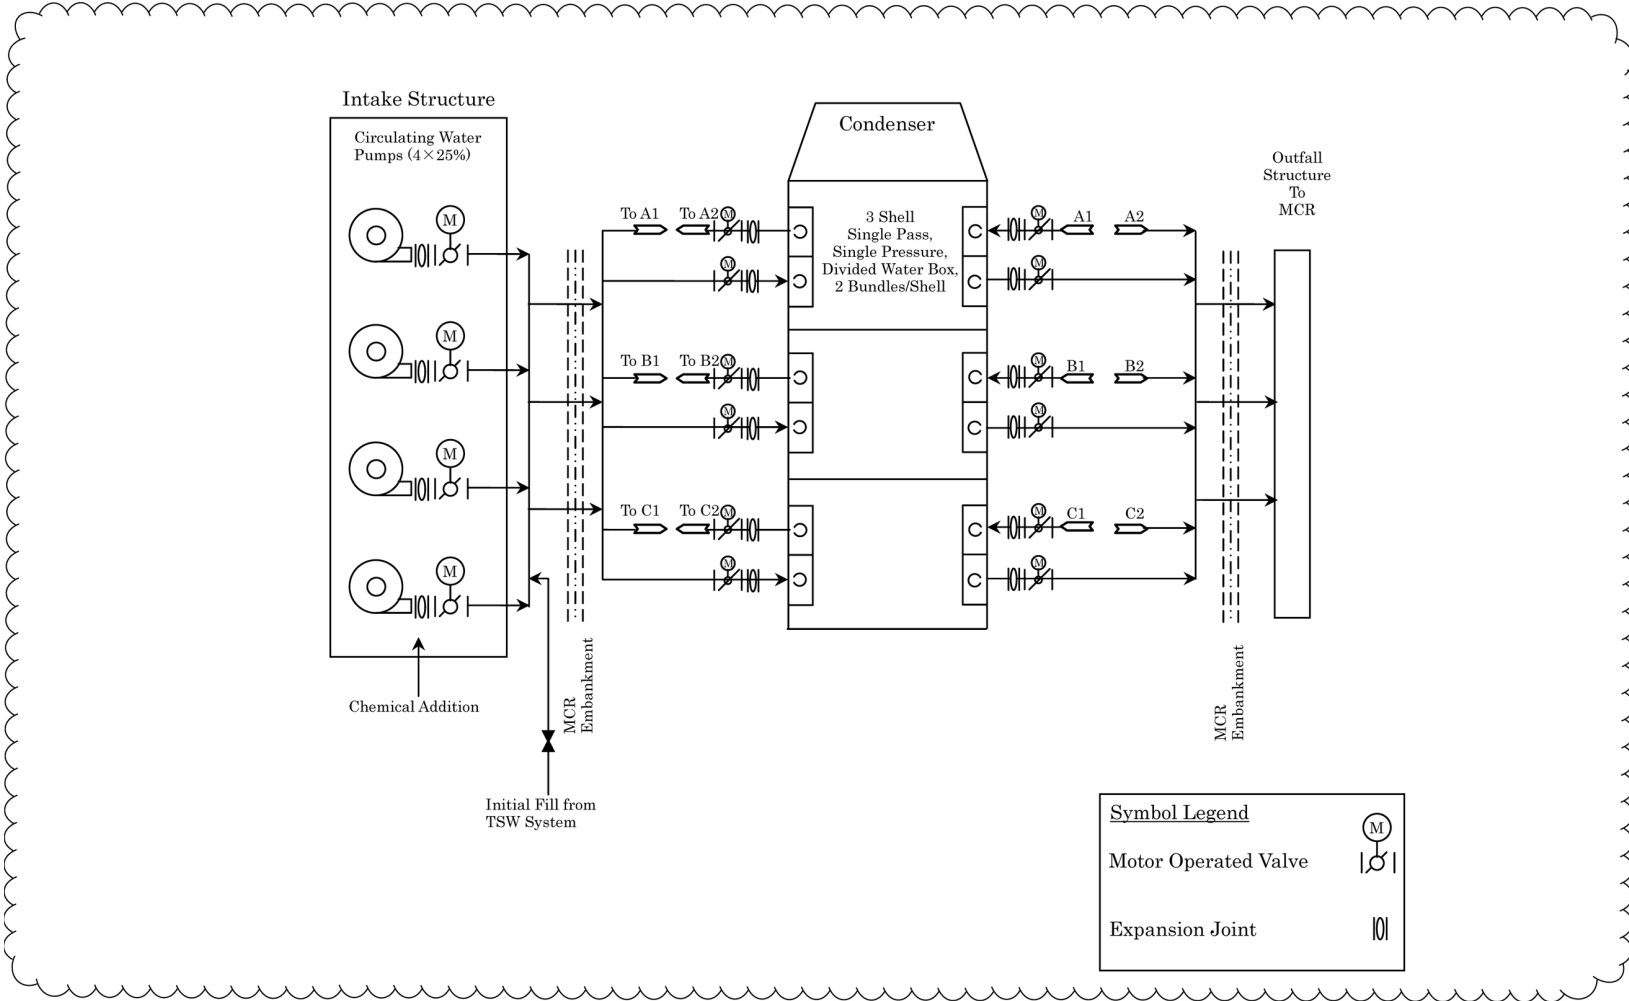 Intake Structure
Circulating Water
Pumps (4×25%)
M
M
M
M
Chemical Addition
Initial Fill from
TSW System
MCR
Embankment
To A1
To A2
M
M
To B1
To B2
M
M
To C1
To C2
M
M
Condenser
3 Shell
Single Pass,
Single Pressure,
Divided Water Box,
2 Bundles/Shell
M
A1
A2
M
M
B1
B2
M
M
C1
C2
M
MCR
Embankment
Outfall
Structure
To
MCR
Symbol Legend
M
Motor Operated Valve
Expansion Joint